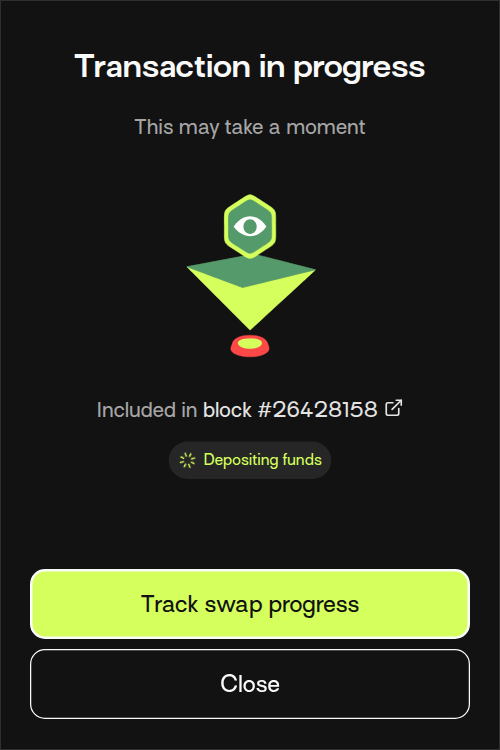 Transaction in progress
This may take a moment
Included in block #26428158
Depositing funds
Track swap progress
Close